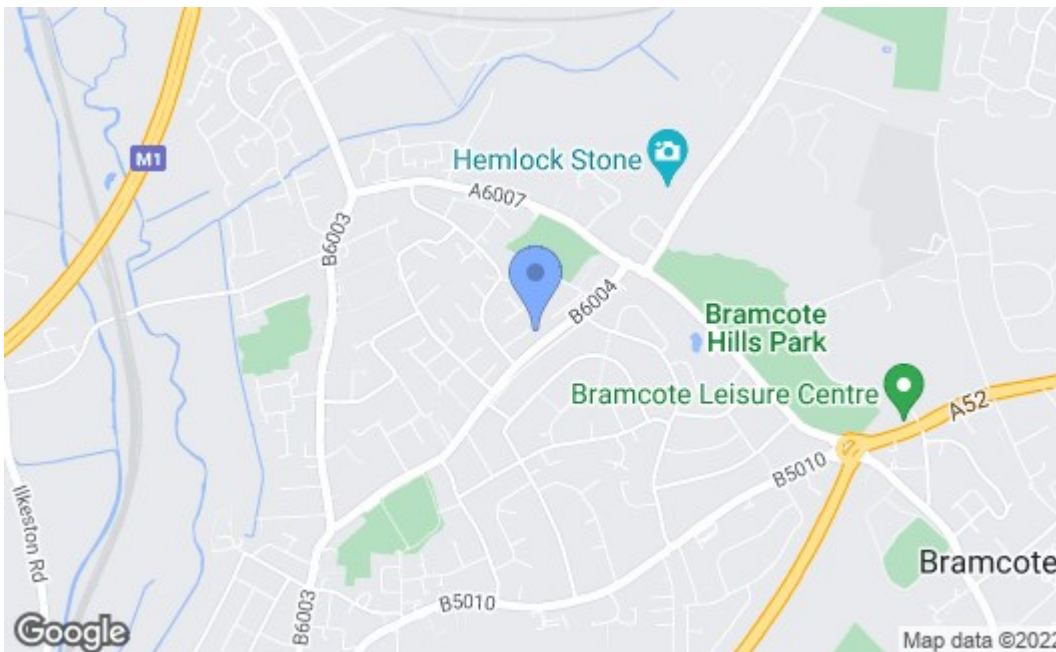 M1
Hemlock Stone
A6007
B6003
B6004
Bramcote
Hills Park
Bramcote Leisure Centre
A52
B5010
Ilkeston Rd
Bramcote
B5010
B6003
Google
Map data ©2022